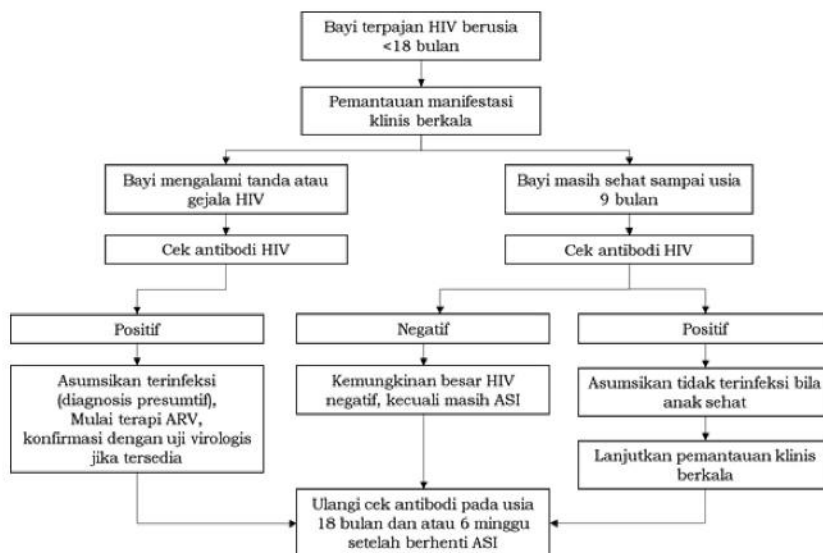 Bayi terpajan HIV berusia
<18 bulan
Pemantauan manifestasi
klinis berkala
Bayi mengalami tanda atau
gejala HIV
Bayi masih sehat sampai usia
9 bulan
Cek antibodi HIV
Cek antibodi HIV
Positif
Negatif
Positif
Asumsikan terinfeksi
(diagnosis presumtif),
Mulai terapi ARV,
konfirmasi dengan uji virologis
jika tersedia
Kemungkinan besar HIV
negatif, kecuali masih ASI
Asumsikan tidak terinfeksi bila
anak sehat
Lanjutkan pemantauan klinis
berkala
Ulangi cek antibodi pada usia
18 bulan dan atau 6 minggu
setelah berhenti ASI